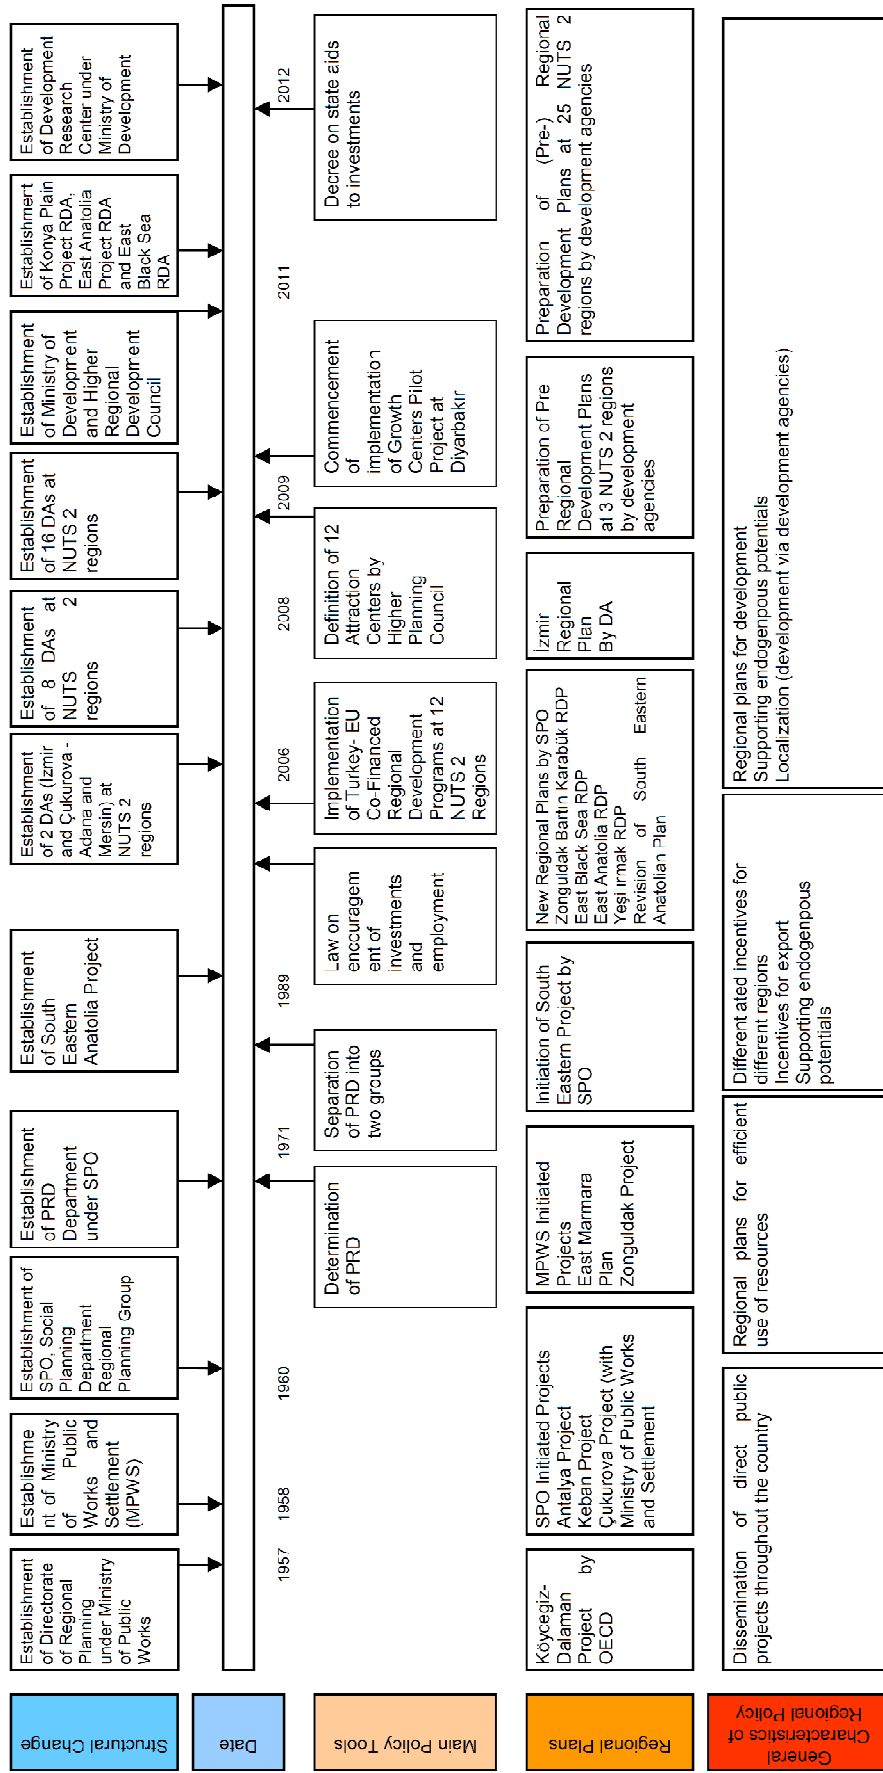 Structural Change
Establishment
of Directorate
of Regional
Planning
under Ministry
of Public
Works
Establishme
nt of Ministry
of Public
Works and
Settlement
(MPWS)
Establishment of
SPO, Social
Planning
Department
Regional
Planning Group
Establishment
of PRD
Department
under SPO
Establishment
of South
Eastern
Anatolia Project
Establishment
of 2 DAs (İzmir
and Çukurova -
Adana and
Mersin) at
NUTS 2
regions
Establishment
of 8 DAs at
NUTS 2
regions
Establishment
of 16 DAs at
NUTS 2
regions
Establishment
of Ministry of
Development
and Higher
Regional
Development
Council
Establishment
of Konya Plain
Project RDA,
East Anatolia
Project RDA
and East
Black Sea
RDA
Establishment
of Development
Research
Center under
Ministry of
Development
Date
1957
1958
1960
1971
1989
2006
2008
2009
2011
2012
Main Policy Tools
Determination
of PRD
Separation
of PRD into
two groups
Law on
encouragem
ent of
investments
and
employment
Implementation
of Turkey- EU
Co-Financed
Regional
Development
Programs at 12
NUTS 2
Regions
Definition of 12
Attraction
Centers by
Higher
Planning
Council
Commencement
of
implementation
of Growth
Centers Pilot
Project at
Diyarbakır
Decree on state aids
to investments
Regional Plans
Köycegiz-
Dalaman
Project by
OECD
SPO Initiated Projects
Antalya Project
Keban Project
Çukurova Project (with
Ministry of Public Works
and Settlement
MPWS Initiated
Projects
East Marmara
Plan
Zonguldak Project
Initiation of South
Eastern Project by
SPO
New Regional Plans by SPO
Zonguldak Bartın Karabük RDP
East Black Sea RDP
East Anatolia RDP
Yeşi ırmak RDP
Revision of South Eastern
Anatolian Plan
İzmir
Regional
Plan
By DA
Preparation of Pre
Regional
Development Plans
at 3 NUTS 2 regions
by development
agencies
Preparation of (Pre-) Regional
Development Plans at 25 NUTS 2
regions by development agencies
General
Characteristics of
Regional Policy
Dissemination of direct public
projects throughout the country
Regional plans for efficient
use of resources
Different ated incentives for
different regions
Incentives for export
Supporting endogenpous
potentials
Regional plans for development
Supporting endogenpous potentials
Localization (development via development agencies)